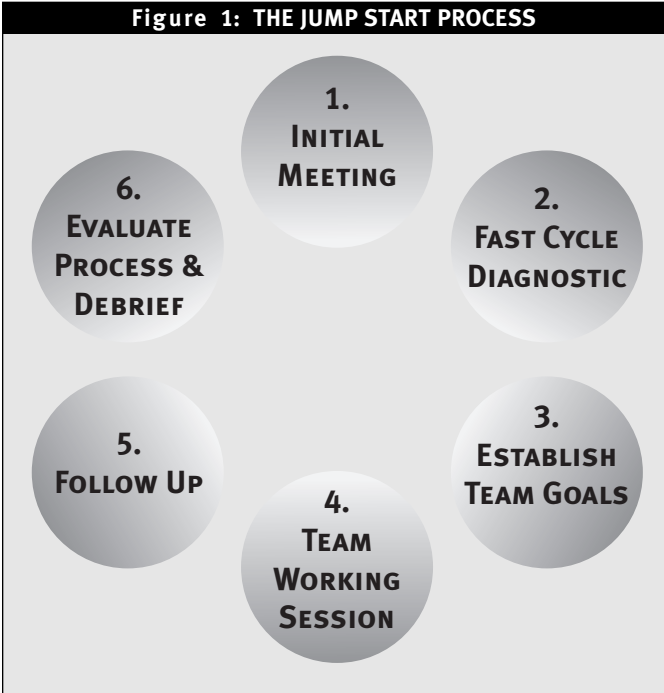 Figure 1: THE JUMP START PROCESS
1.
INITIAL
MEETING
2.
FAST CYCLE
DIAGNOSTIC
3.
ESTABLISH
TEAM GOALS
4.
TEAM
WORKING
SESSION
5.
FOLLOW UP
6.
EVALUATE
PROCESS &
DEBRIEF